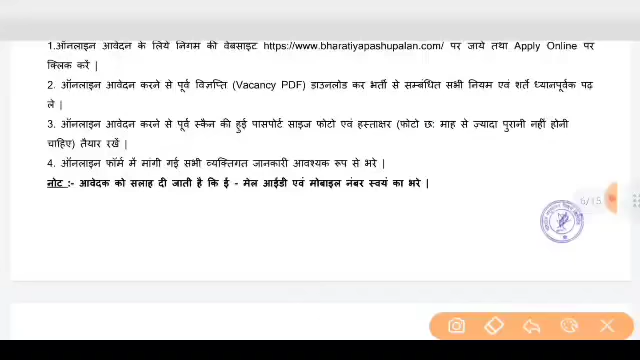 1.ऑनलाइन आवेदन के लिये निगम की वेबसाइट https://www.bharatiyapashupalan.com/ पर जाये तथा Apply Online पर
क्लिक करें |
2. ऑनलाइन आवेदन करने से पूर्व विज्ञप्ति (Vacancy PDF) डाउनलोड कर भर्ती से सम्बंधित सभी नियम एवं शर्ते ध्यानपूर्वक पढ़
ले |
3. ऑनलाइन आवेदन करने से पूर्व स्कैन की हुई पासपोर्ट साइज फोटो एवं हस्ताक्षर (फोटो छः माह से ज्यादा पुरानी नहीं होनी
चाहिए) तैयार रखें |
4. ऑनलाइन फॉर्म में मांगी गई सभी व्यक्तिगत जानकारी आवश्यक रूप से भरे |
नोट :- आवेदक को सलाह दी जाती है कि ई - मेल आईडी एवं मोबाइल नंबर स्वयं का भरे |
6/15